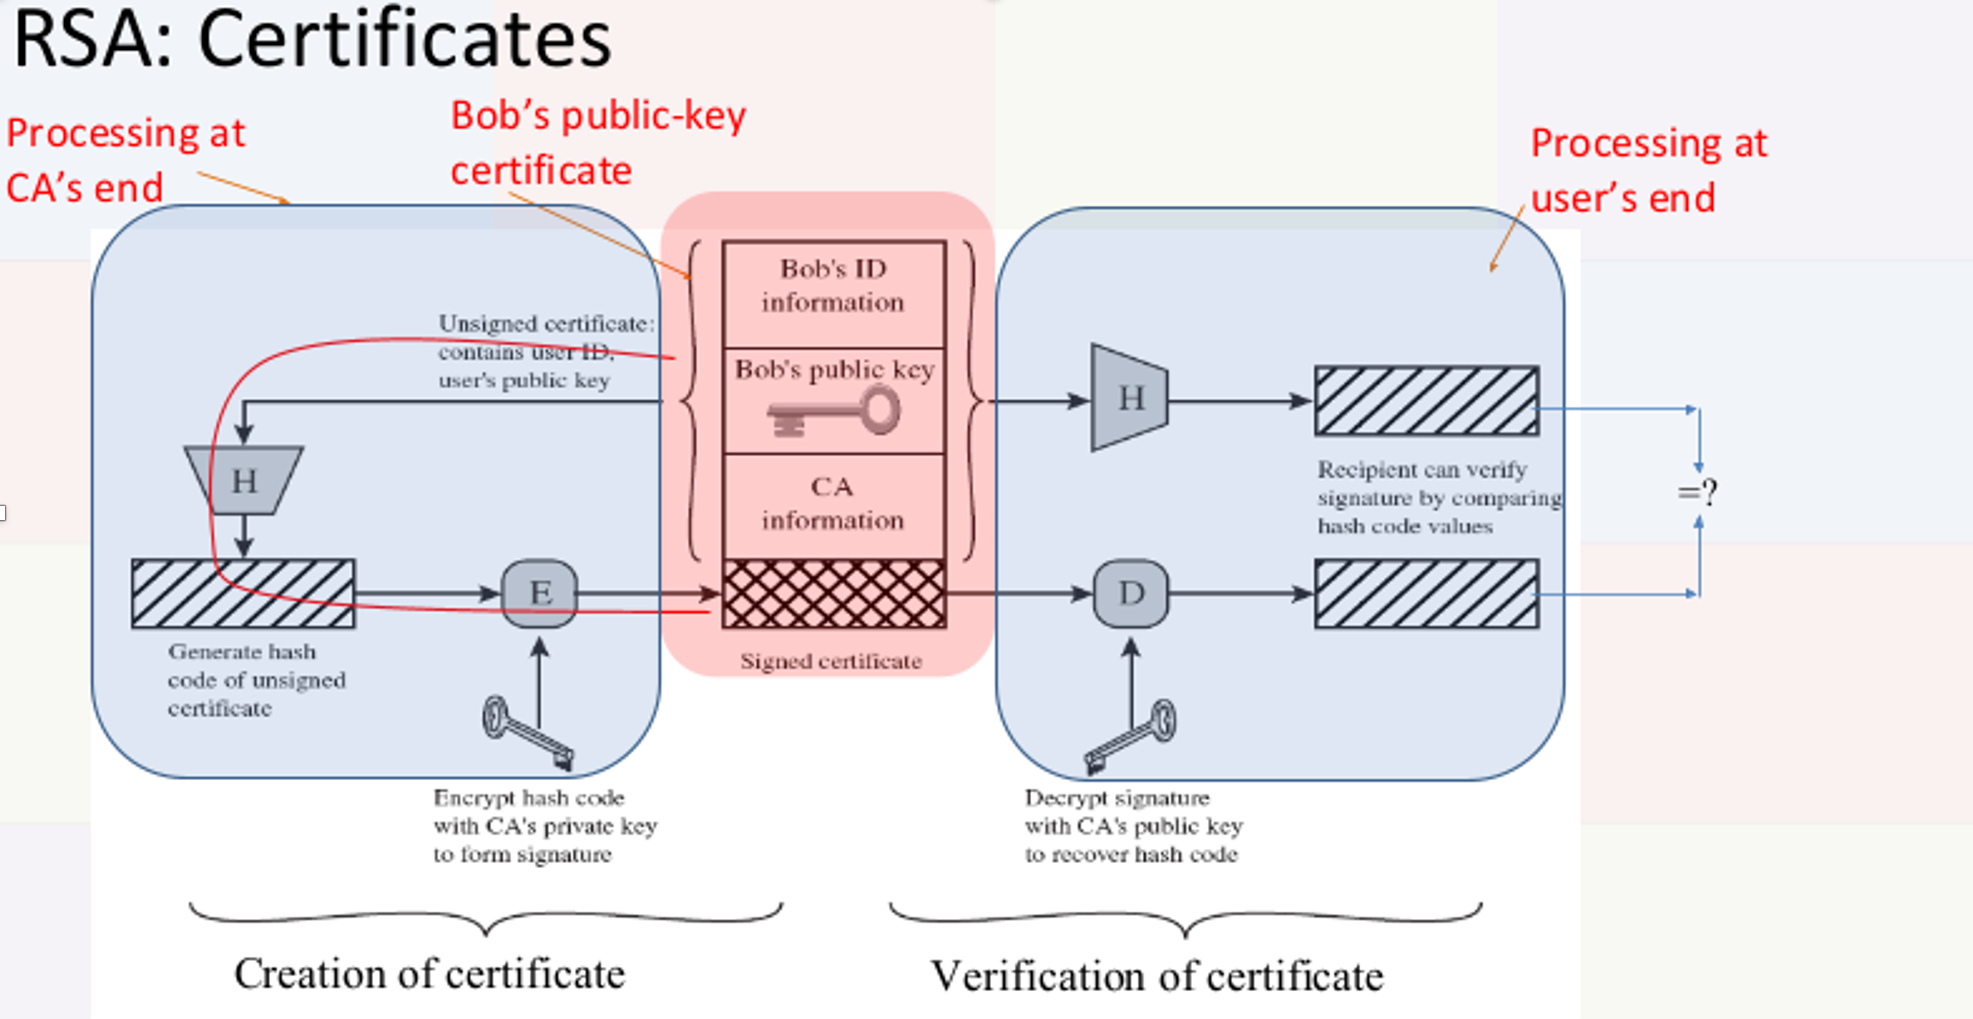 RSA: Certificates
Processing at
CA's end
Bob's public-key
certificate
Processing at
user's end
Unsigned certificate:
contains user ID,
user's public key
H
Generate hash
code of unsigned
certificate
E
Encrypt hash code
with CA's private key
to form signature
Bob's ID
information
Bob's public key
CA
information
Signed certificate
H
Recipient can verify
signature by comparing
hash code values
=?
D
Decrypt signature
with CA's public key
to recover hash code
Creation of certificate
Verification of certificate